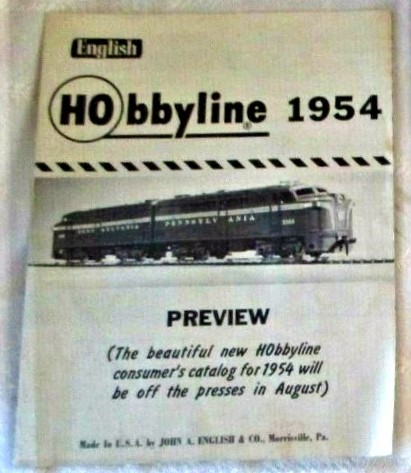 English
HObbyline® 1954
PENNSYLVANIA PENNSYLVANIA
PREVIEW
(The beautiful new HObbyline
consumer's catalog for 1954 will
be off the presses in August)
Made in U.S.A. by JOHN A. ENGLISH & CO., Morrisville, Pa.